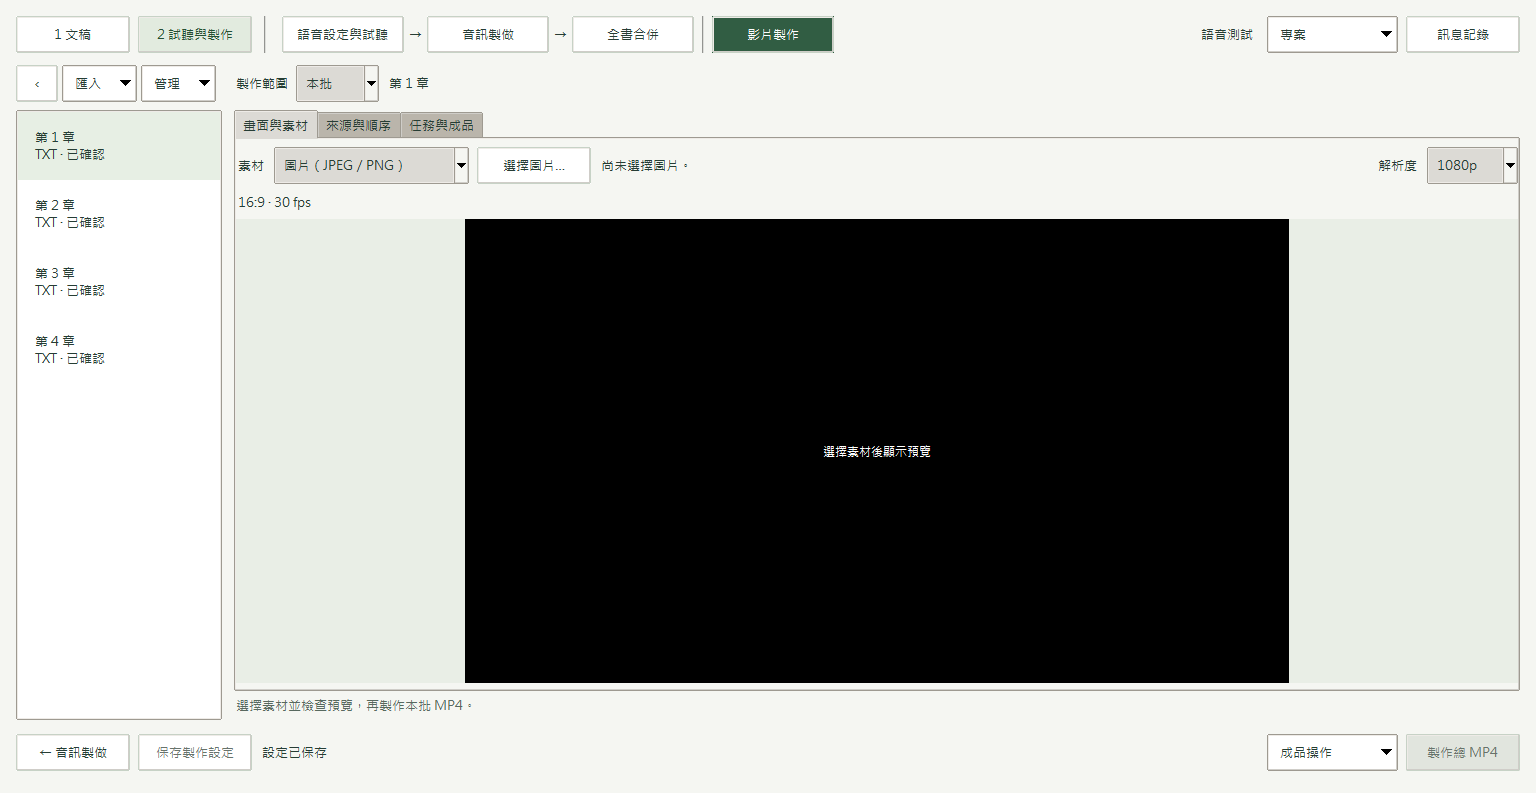 1 文稿
2 試聽與製作
語音設定與試聽
→
音訊製做
→
全書合併
影片製作
語音測試
專案
訊息記錄
‹
匯入
管理
製作範圍
本批
第 1 章
第 1 章
TXT · 已確認
第 2 章
TXT · 已確認
第 3 章
TXT · 已確認
第 4 章
TXT · 已確認
畫面與素材
來源與順序
任務與成品
素材
圖片（JPEG / PNG）
選擇圖片...
尚未選擇圖片。
解析度
1080p
16:9 · 30 fps
選擇素材後顯示預覽
選擇素材並檢查預覽，再製作本批 MP4。
← 音訊製做
保存製作設定
設定已保存
成品操作
製作總 MP4